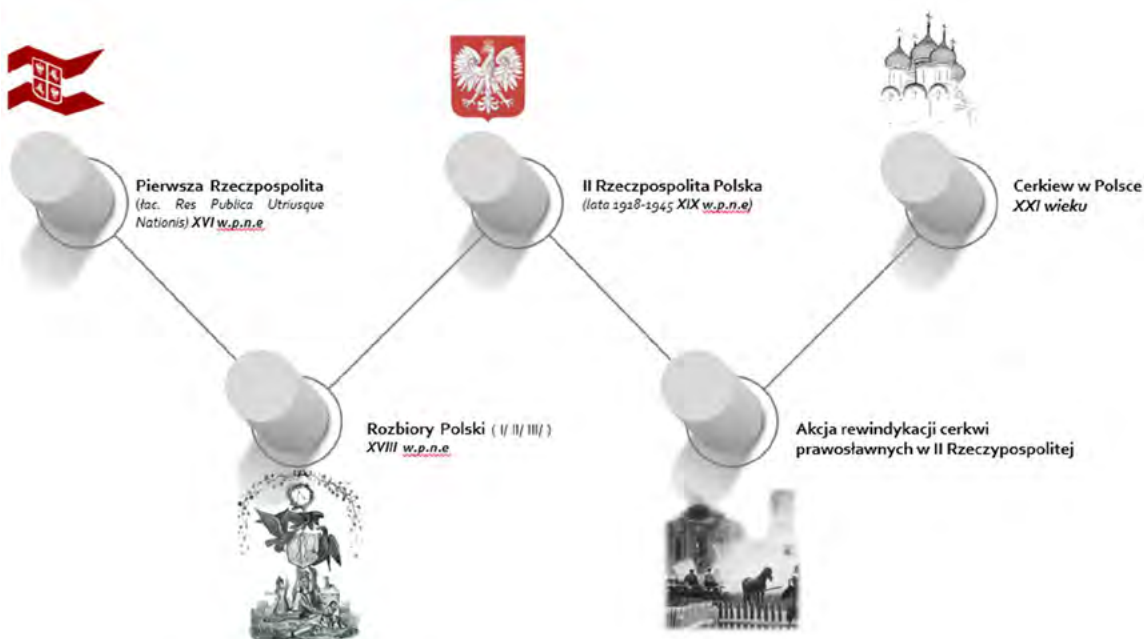 Pierwsza Rzeczpospolita
(łac. Res Publica Utriusque
Nationis) XVI w.p.n.e
Rozbiory Polski ( I/ II/ III/ )
XVIII w.p.n.e
II Rzeczpospolita Polska
(lata 1918-1945 XIX w.p.n.e)
Akcja rewindykacji cerkwi
prawosławnych w II Rzeczypospolitej
Cerkiew w Polsce
XXI wieku